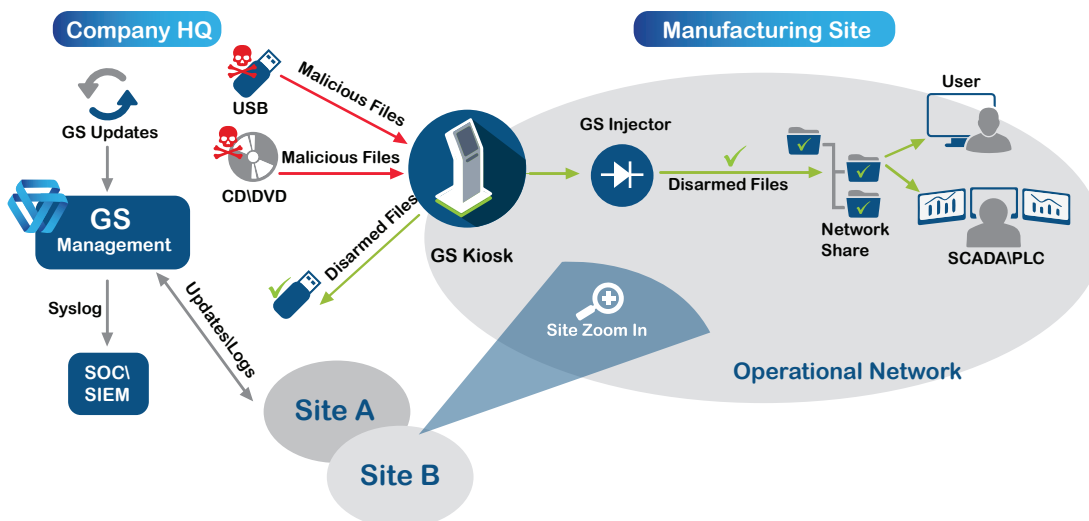 Company HQ
Manufacturing Site
GS Updates
USB
Malicious Files
CD\DVD
Malicious Files
GS
Management
GS Kiosk
Disarmed Files
GS Injector
Disarmed Files
Network
Share
User
SCADA\PLC
Syslog
SOC\
SIEM
Updates\Logs
Site Zoom In
Operational Network
Site A
Site B